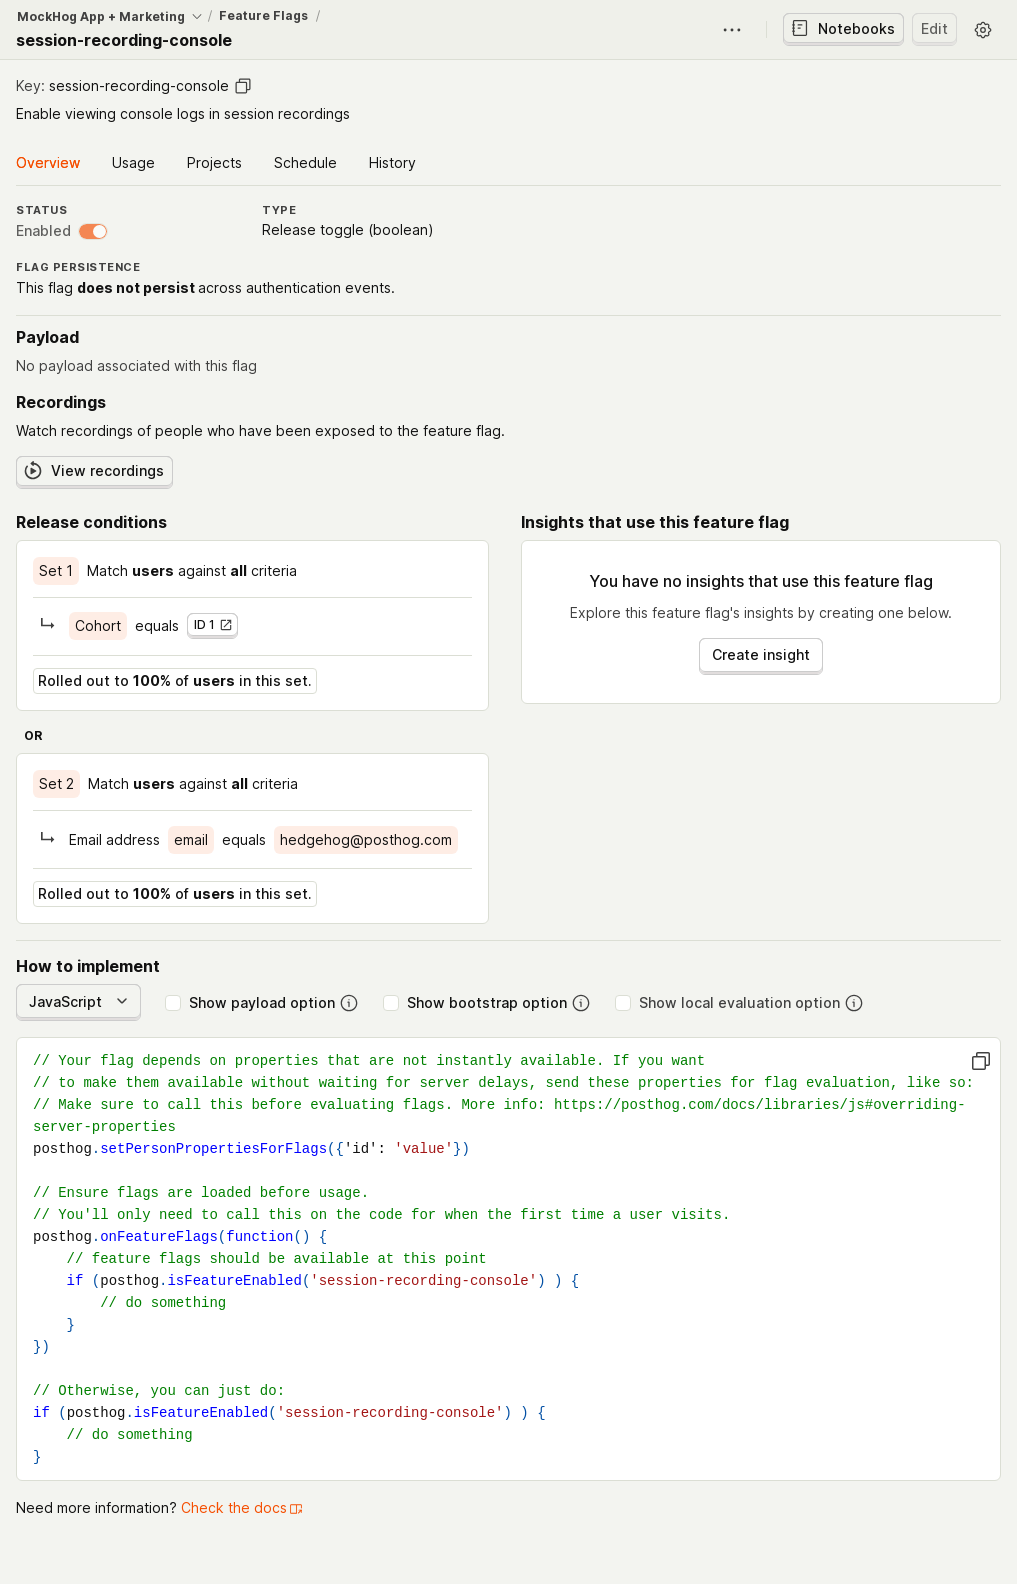 MockHog App + Marketing / Feature Flags /
session-recording-console
Notebooks
Edit
Key: session-recording-console
Enable viewing console logs in session recordings
Overview Usage Projects Schedule History
STATUS
Enabled
TYPE
Release toggle (boolean)
FLAG PERSISTENCE
This flag does not persist across authentication events.
Payload
No payload associated with this flag
Recordings
Watch recordings of people who have been exposed to the feature flag.
View recordings
Release conditions
Set 1 Match users against all criteria
Cohort equals ID 1
Rolled out to 100% of users in this set.
OR
Set 2 Match users against all criteria
Email address email equals hedgehog@posthog.com
Rolled out to 100% of users in this set.
Insights that use this feature flag
You have no insights that use this feature flag
Explore this feature flag's insights by creating one below.
Create insight
How to implement
JavaScript Show payload option Show bootstrap option Show local evaluation option
// Your flag depends on properties that are not instantly available. If you want
// to make them available without waiting for server delays, send these properties for flag evaluation, like so:
// Make sure to call this before evaluating flags. More info: https://posthog.com/docs/libraries/js#overriding-
server-properties
posthog.setPersonPropertiesForFlags({'id': 'value'})

// Ensure flags are loaded before usage.
// You'll only need to call this on the code for when the first time a user visits.
posthog.onFeatureFlags(function() {
    // feature flags should be available at this point
    if (posthog.isFeatureEnabled('session-recording-console') ) {
        // do something
    }
})

// Otherwise, you can just do:
if (posthog.isFeatureEnabled('session-recording-console') ) {
    // do something
}
Need more information? Check the docs